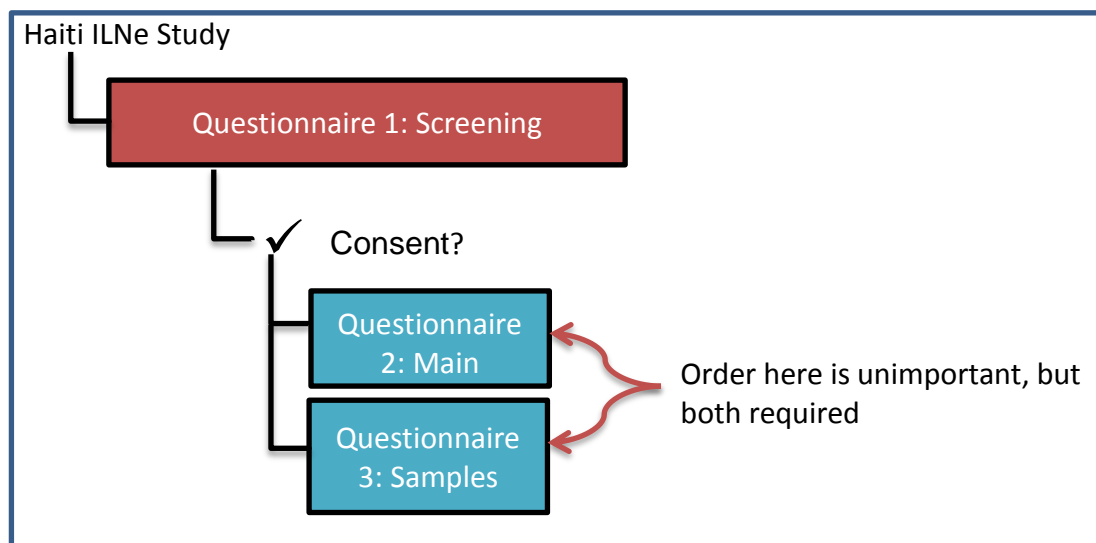 Haiti ILNe Study
Questionnaire 1: Screening
✓ Consent?
Questionnaire
2: Main
Order here is unimportant, but
both required
Questionnaire
3: Samples